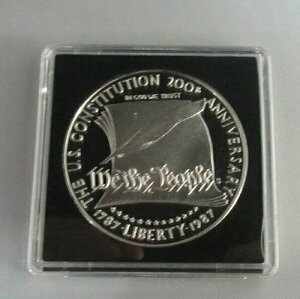 THE U.S. CONSTITUTION 200th ANNIVERSARY
IN GOD WE TRUST
We the People
1787 · LIBERTY · 1987